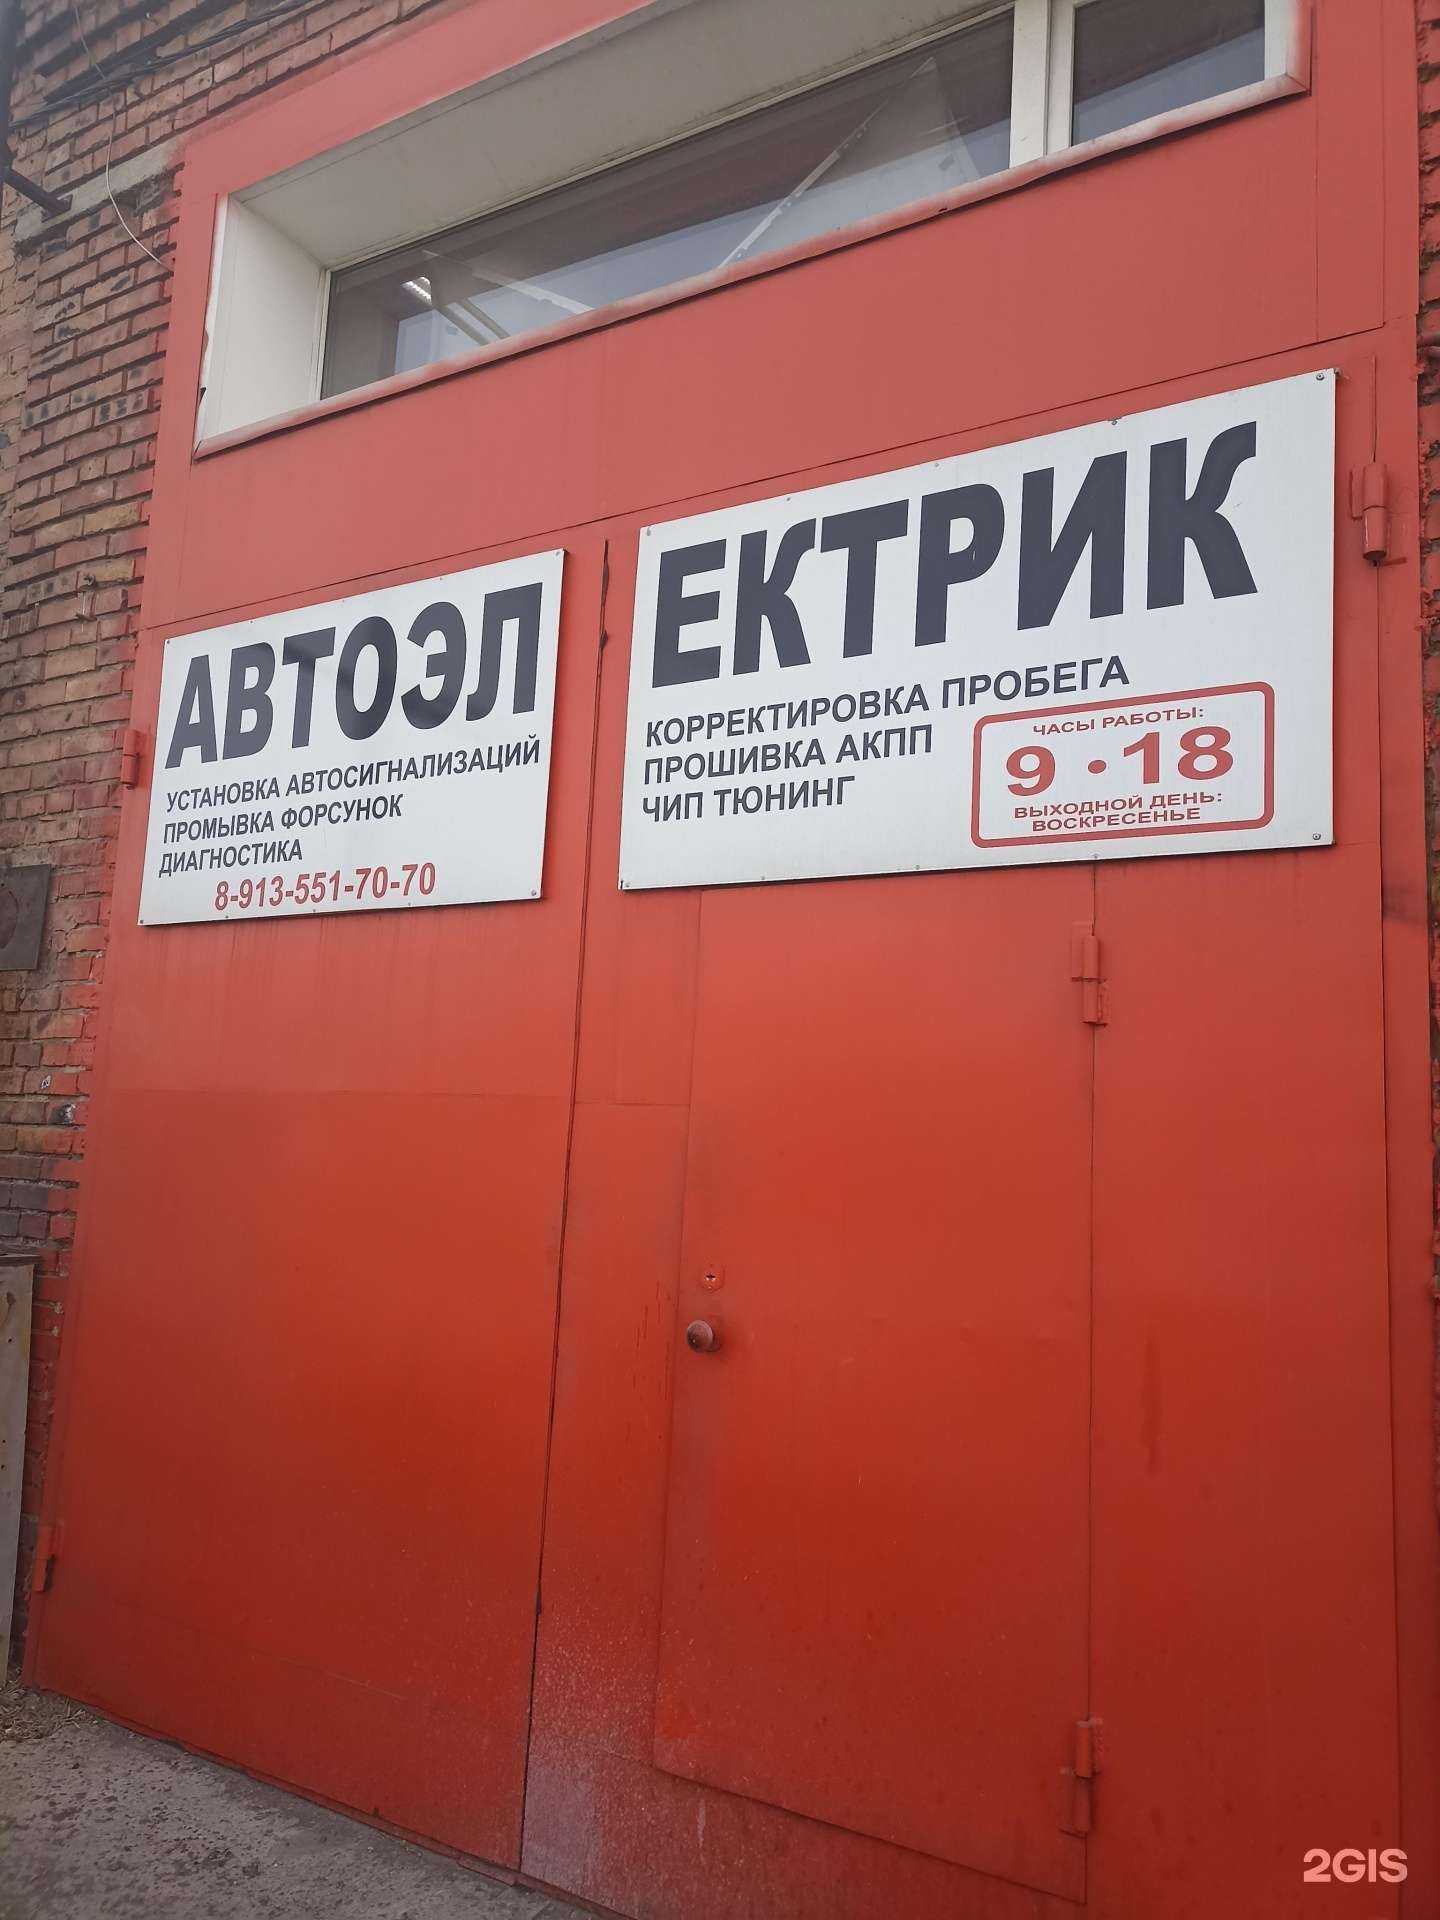 АВТОЭЛ
УСТАНОВКА АВТОСИГНАЛИЗАЦИЙ
ПРОМЫВКА ФОРСУНОК
ДИАГНОСТИКА
8-913-551-70-70
ЕКТРИК
КОРРЕКТИРОВКА ПРОБЕГА
ПРОШИВКА АКПП
ЧИП ТЮНИНГ
ЧАСЫ РАБОТЫ:
9 • 18
ВЫХОДНОЙ ДЕНЬ:
ВОСКРЕСЕНЬЕ
2GIS